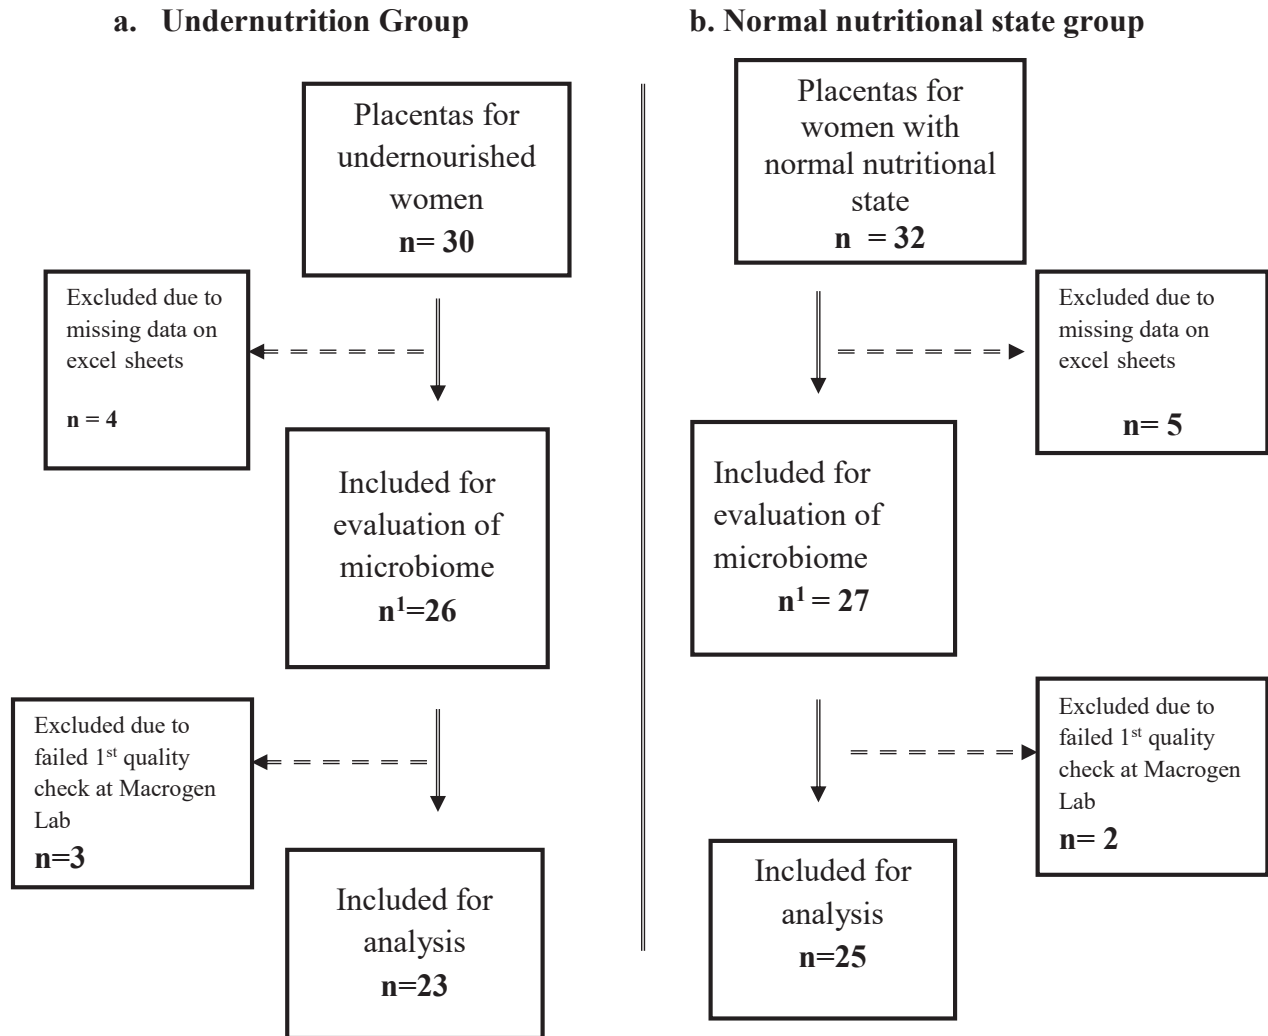 a. Undernutrition Group
Placentas for
undernourished
women
n= 30
Excluded due to
missing data on
excel sheets
n = 4
Included for
evaluation of
microbiome
n¹=26
Excluded due to
failed 1st quality
check at Macrogen
Lab
n=3
Included for
analysis
n=23
b. Normal nutritional state group
Placentas for
women with
normal nutritional
state
n = 32
Excluded due to
missing data on
excel sheets
n= 5
Included for
evaluation of
microbiome
n¹ = 27
Excluded due to
failed 1st quality
check at Macrogen
Lab
n= 2
Included for
analysis
n=25